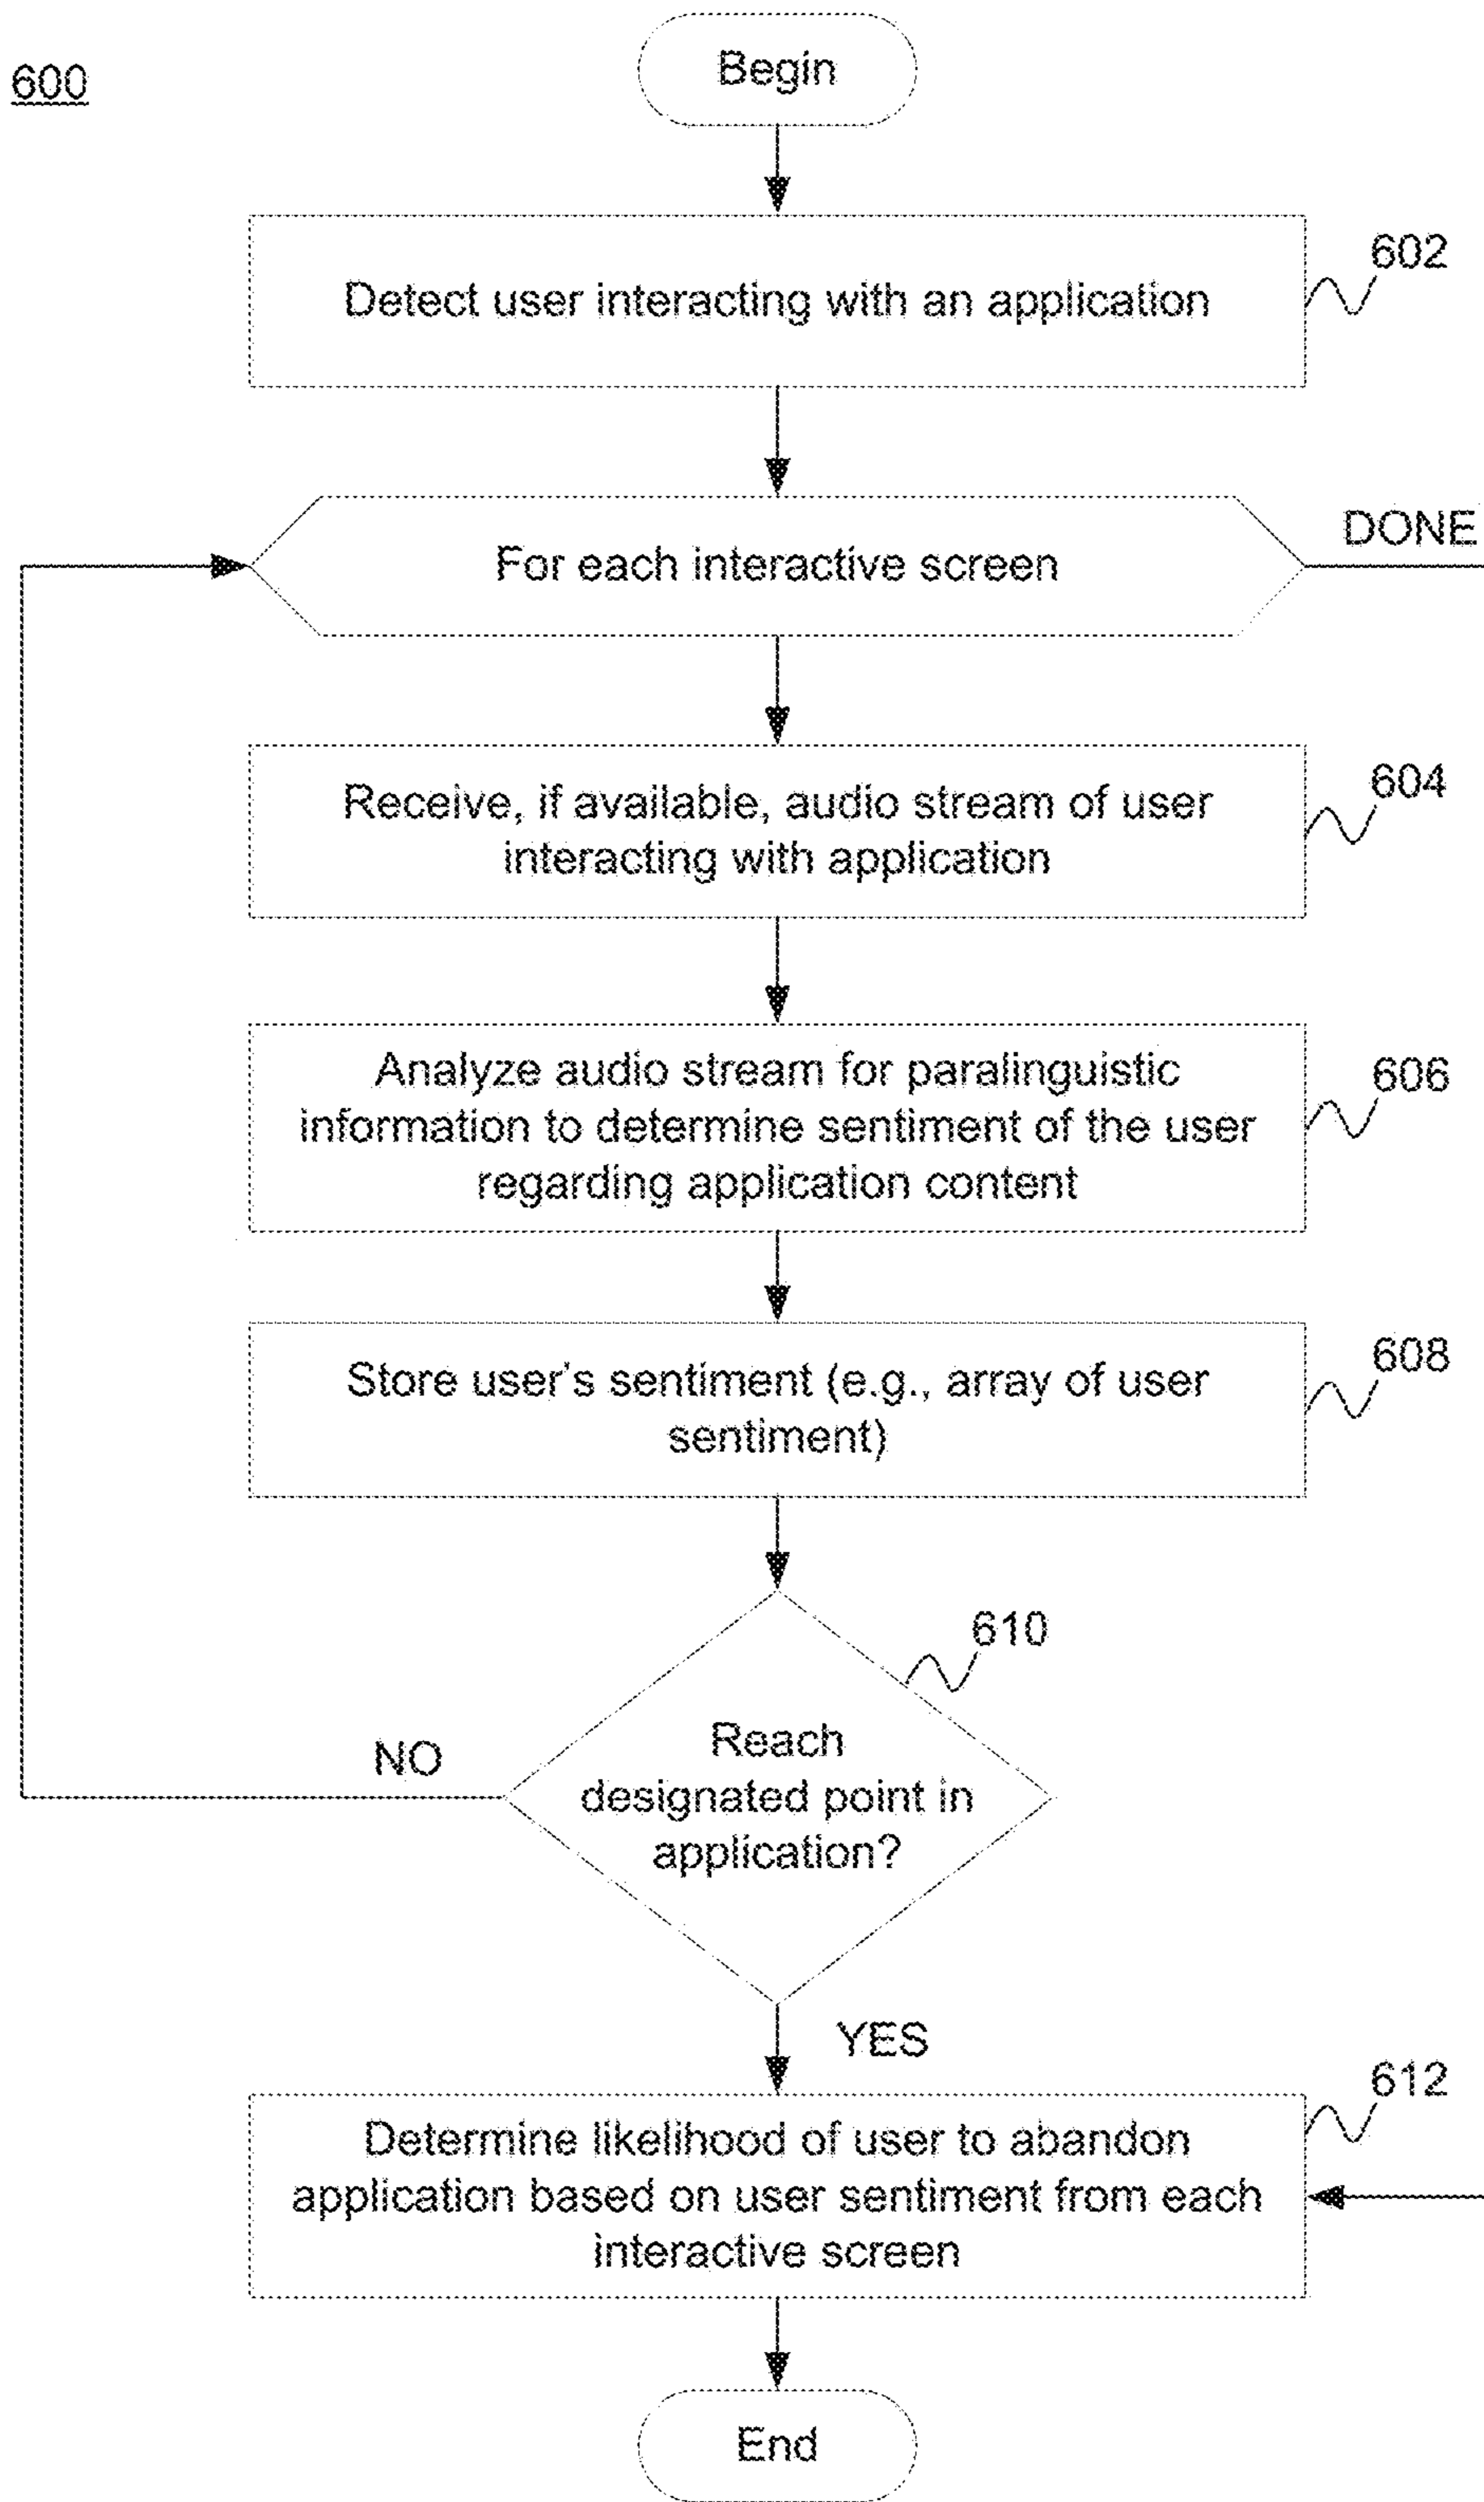 600
Begin
602
Detect user interacting with an application
DONE
For each interactive screen
604
Receive, if available, audio stream of user
interacting with application
606
Analyze audio stream for paralinguistic
information to determine sentiment of the user
regarding application content
608
Store user's sentiment (e.g., array of user
sentiment)
610
Reach
designated point in
application?
NO
YES
612
Determine likelihood of user to abandon
application based on user sentiment from each
interactive screen
End